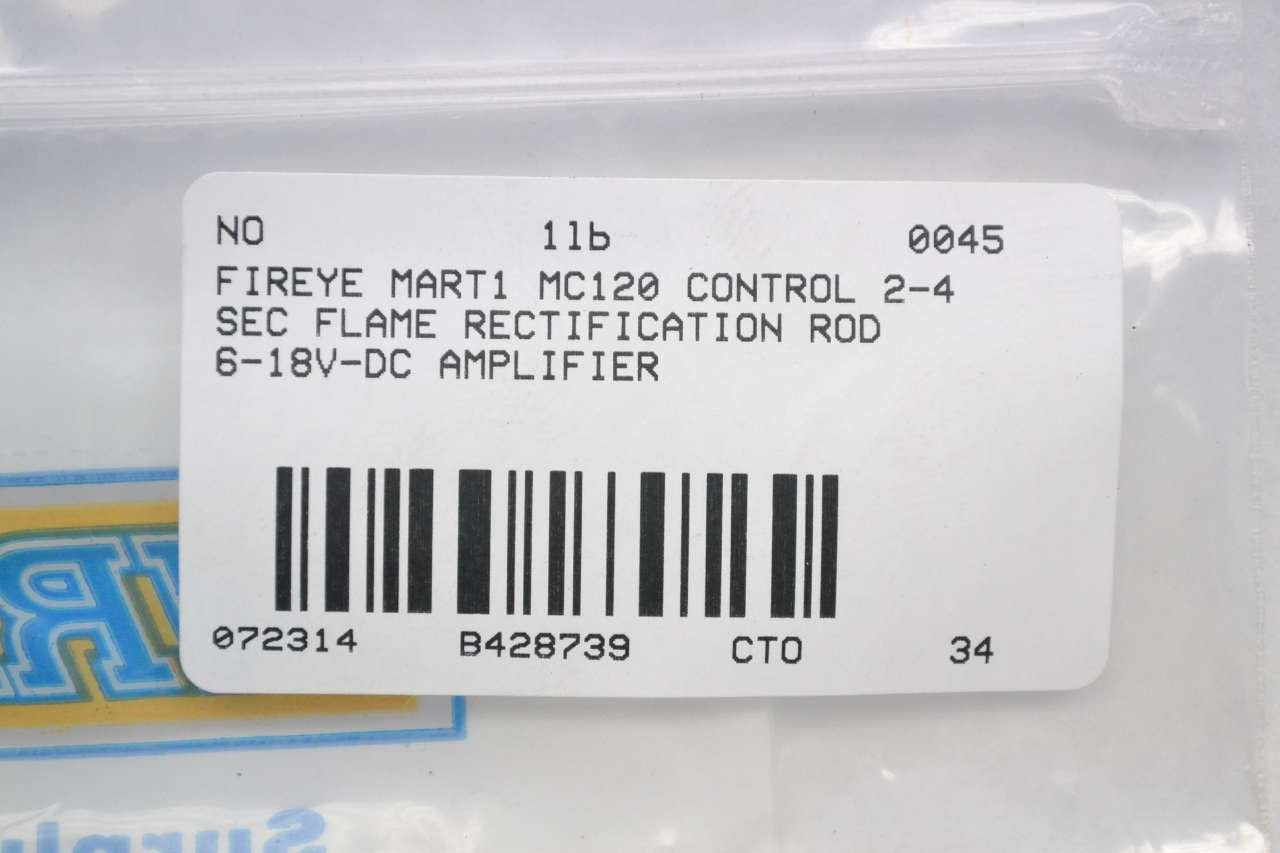 NO 1lb 0045
FIREYE MART1 MC120 CONTROL 2-4
SEC FLAME RECTIFICATION ROD
6-18V-DC AMPLIFIER
072314 B428739 CTO 34